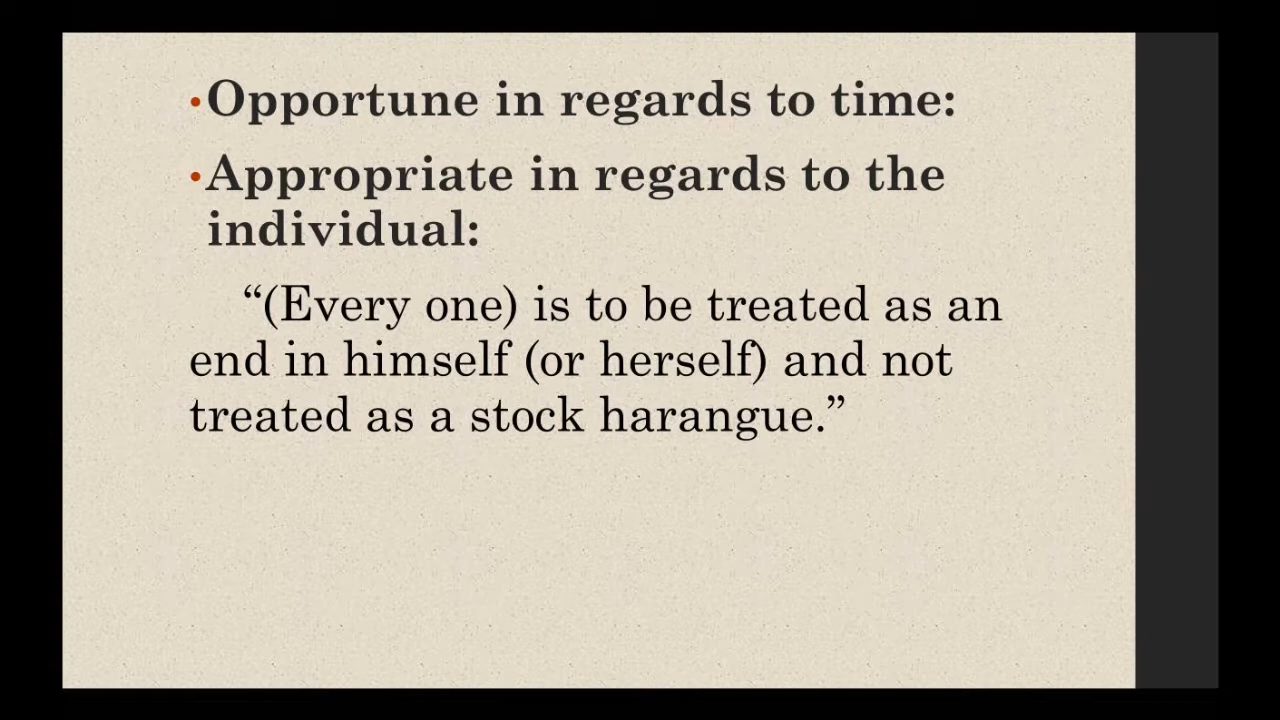 •Opportune in regards to time:
•Appropriate in regards to the
individual:
“(Every one) is to be treated as an
end in himself (or herself) and not
treated as a stock harangue.”